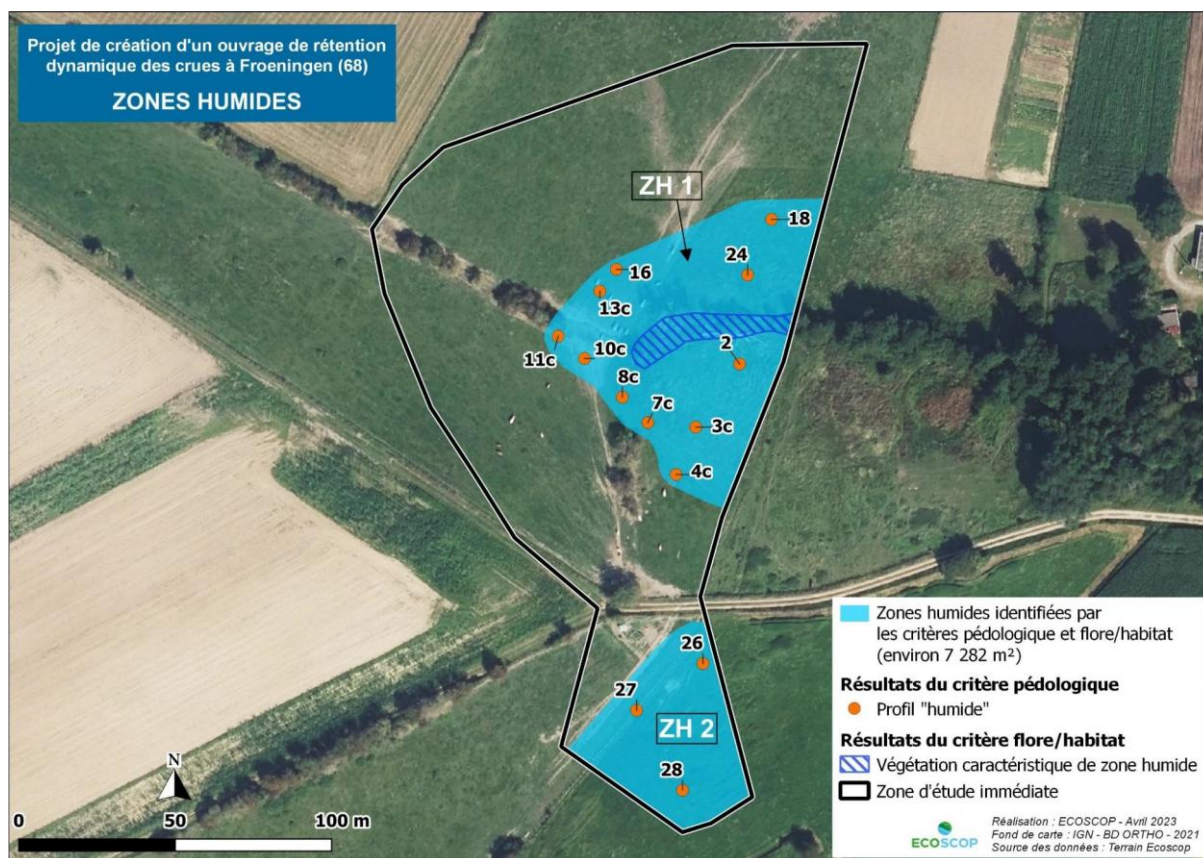 Projet de création d'un ouvrage de rétention
dynamique des crues à Froeningen (68)
ZONES HUMIDES
ZH 1
18
24
16
13c
11c
10c
2
8c
7c
3c
4c
26
27
ZH 2
28
N
0 50 100 m
Zones humides identifiées par
les critères pédologique et flore/habitat
(environ 7 282 m²)
Résultats du critère pédologique
Profil "humide"
Résultats du critère flore/habitat
Végétation caractéristique de zone humide
Zone d'étude immédiate
ECOSCOP
Réalisation : ECOSCOP - Avril 2023
Fond de carte : IGN - BD ORTHO - 2021
Source des données : Terrain Ecoscop